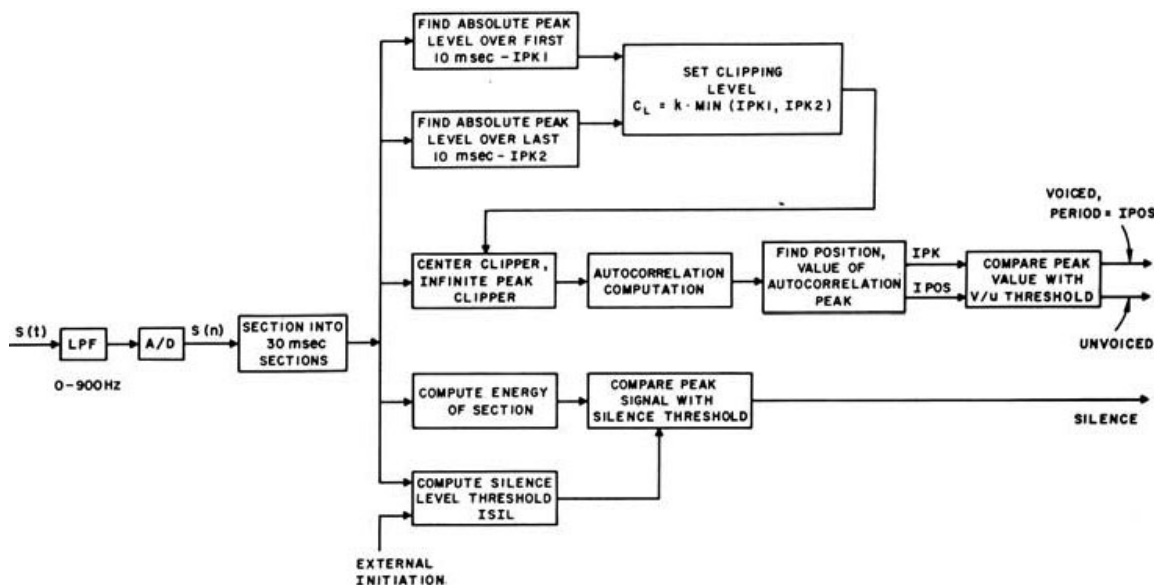 FIND ABSOLUTE PEAK
LEVEL OVER FIRST
10 msec - IPK1
SET CLIPPING
LEVEL
C_L = k · MIN (IPK1, IPK2)
FIND ABSOLUTE PEAK
LEVEL OVER LAST
10 msec - IPK2
CENTER CLIPPER,
INFINITE PEAK
CLIPPER
AUTOCORRELATION
COMPUTATION
FIND POSITION,
VALUE OF
AUTOCORRELATION
PEAK
IPK
IPOS
COMPARE PEAK
VALUE WITH
V/U THRESHOLD
VOICED,
PERIOD = IPOS
UNVOICED
S(t)
LPF
0-900HZ
A/D
S(n)
SECTION INTO
30 msec
SECTIONS
COMPUTE ENERGY
OF SECTION
COMPARE PEAK
SIGNAL WITH
SILENCE THRESHOLD
SILENCE
COMPUTE SILENCE
LEVEL THRESHOLD
ISIL
EXTERNAL
INITIATION